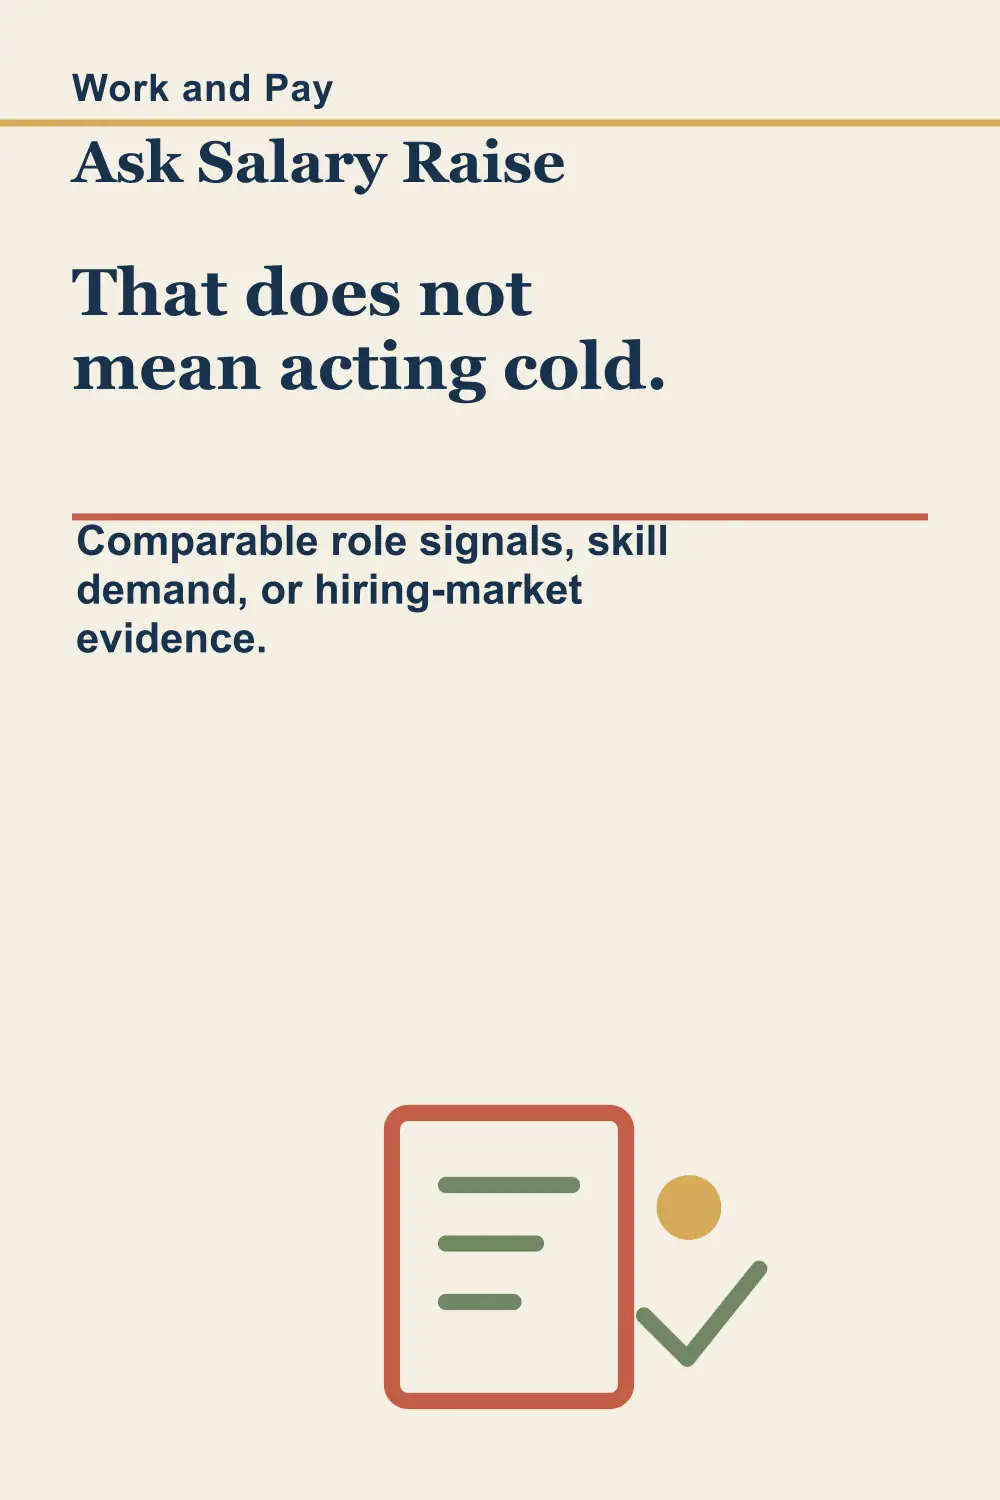 Work and Pay
Ask Salary Raise
That does not
mean acting cold.
Comparable role signals, skill
demand, or hiring-market
evidence.